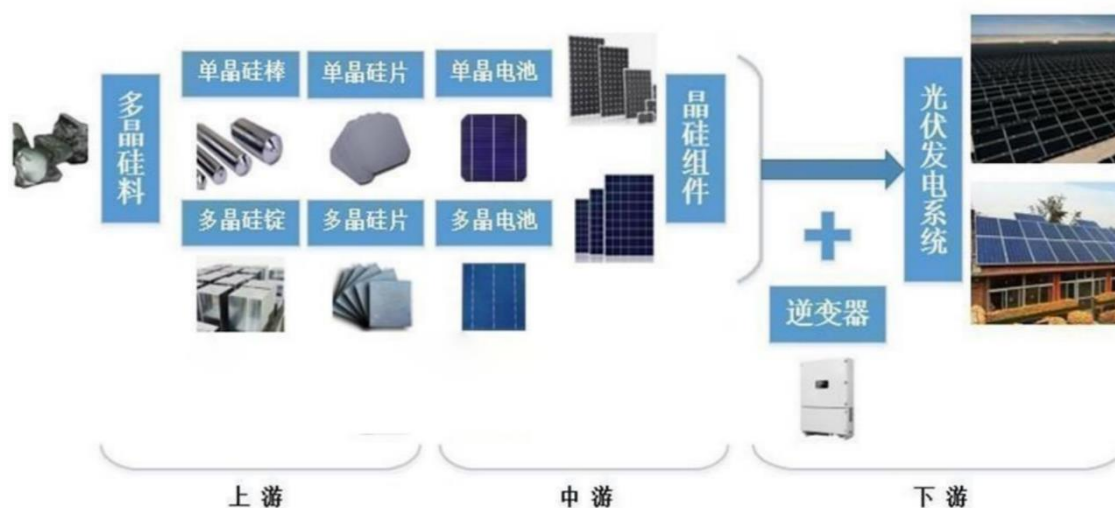 多晶硅料
单晶硅棒
单晶硅片
单晶电池
多晶硅锭
多晶硅片
多晶电池
晶硅组件
逆变器
光伏发电系统
上 游
中 游
下 游